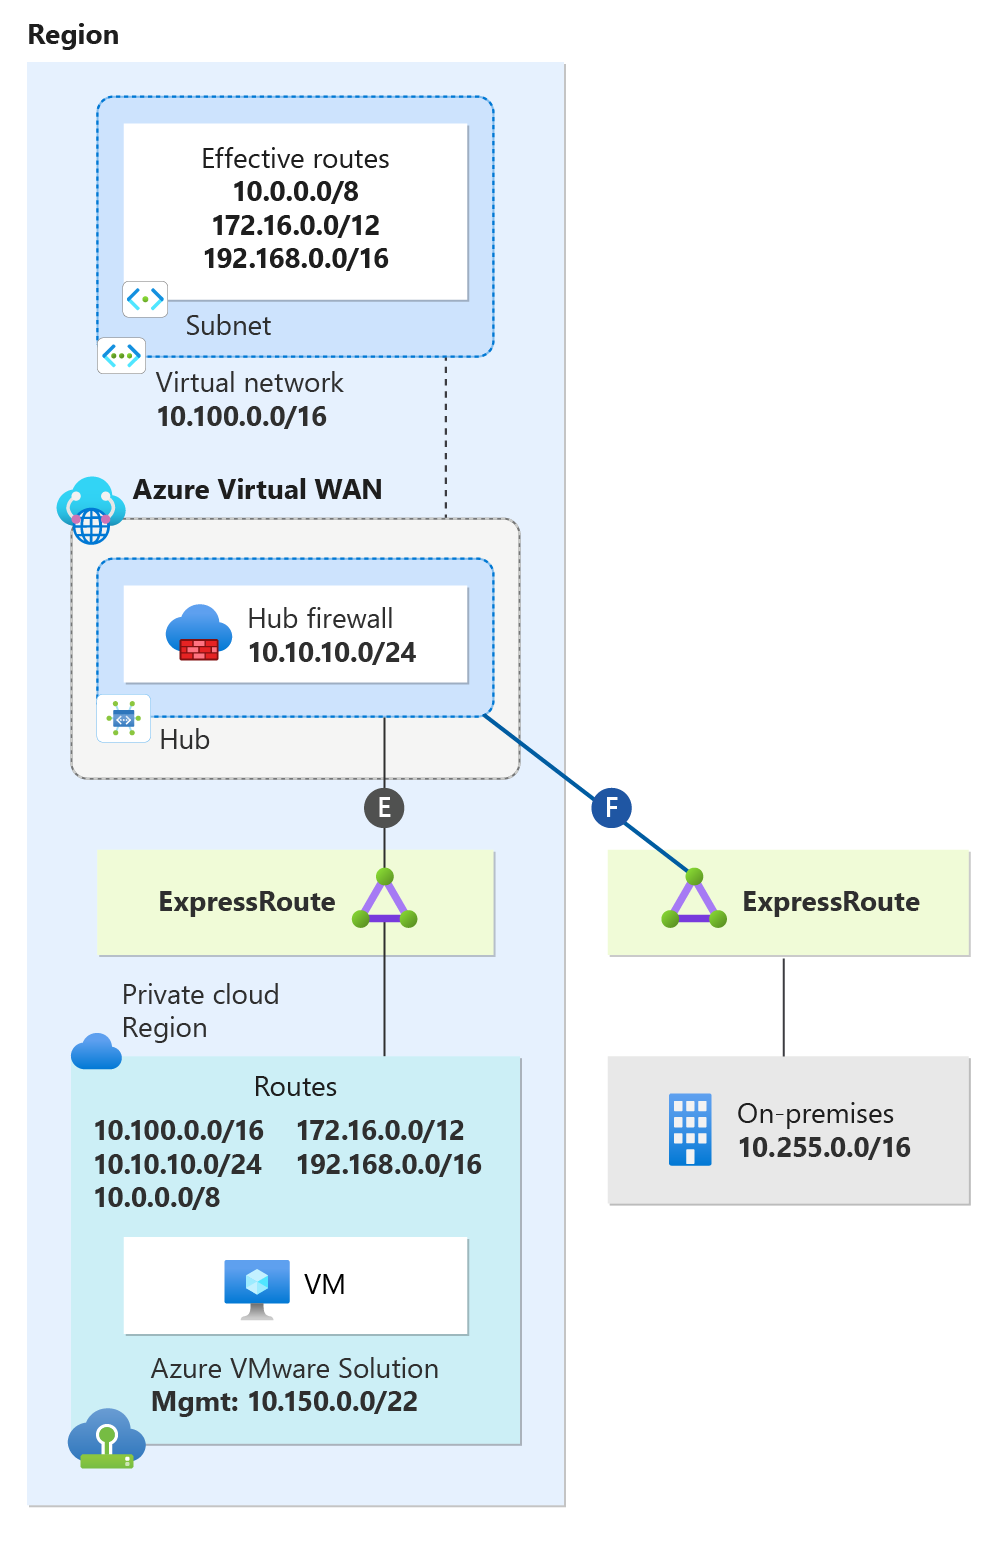 Region
Effective routes
10.0.0.0/8
172.16.0.0/12
192.168.0.0/16
Subnet
Virtual network
10.100.0.0/16
Azure Virtual WAN
Hub firewall
10.10.10.0/24
Hub
E
F
ExpressRoute
ExpressRoute
Private cloud
Region
Routes
10.100.0.0/16 172.16.0.0/12
10.10.10.0/24 192.168.0.0/16
10.0.0.0/8
On-premises
10.255.0.0/16
VM
Azure VMware Solution
Mgmt: 10.150.0.0/22